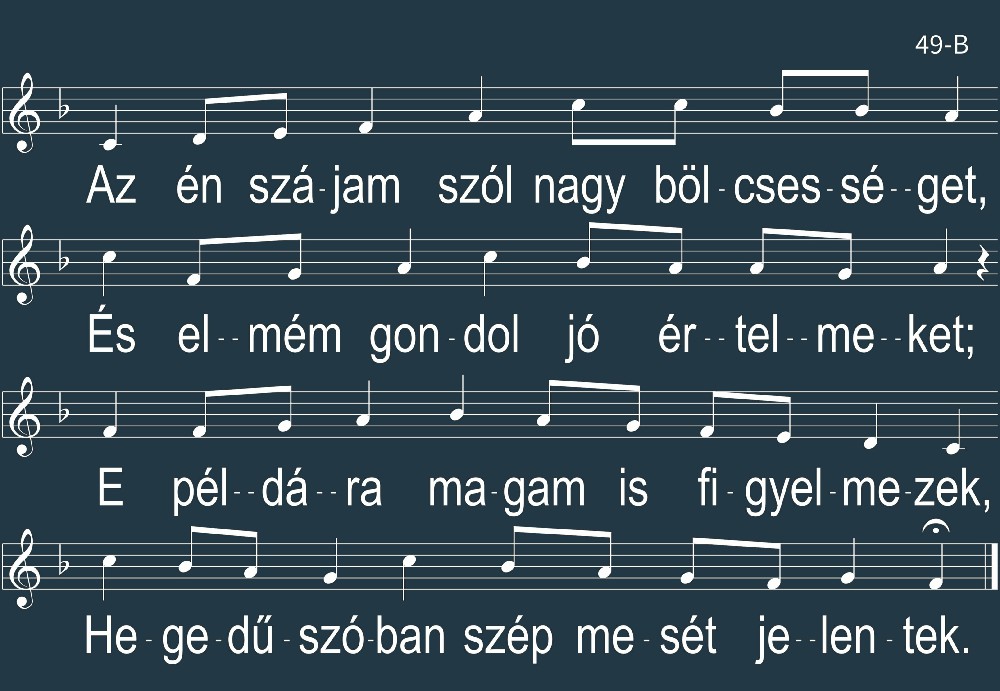 49-B
Az én szá-jam szól nagy böl-cses-sé--get,
És el--mém gon-dol jó ér--tel--me--ket;
E pél--dá--ra ma-gam is fi-gyel-me-zek,
He-ge-dű-szó-ban szép me-sét je--len-tek.